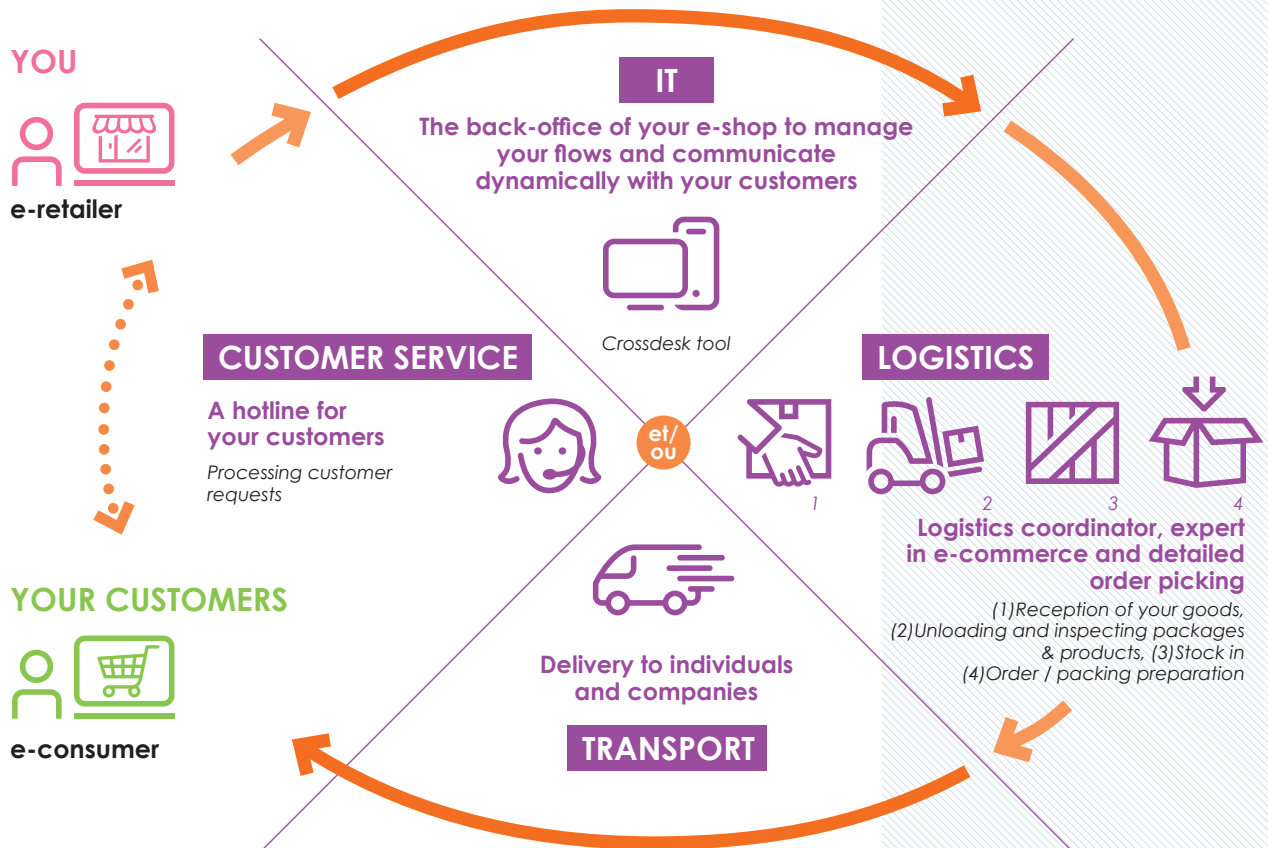 YOU
e-retailer
IT
The back-office of your e-shop to manage
your flows and communicate
dynamically with your customers
Crossdesk tool
CUSTOMER SERVICE
A hotline for
your customers
Processing customer
requests
et/
ou
LOGISTICS
1
2
3
4
Logistics coordinator, expert
in e-commerce and detailed
order picking
(1)Reception of your goods,
(2)Unloading and inspecting packages
& products, (3)Stock in
(4)Order / packing preparation
YOUR CUSTOMERS
e-consumer
Delivery to individuals
and companies
TRANSPORT